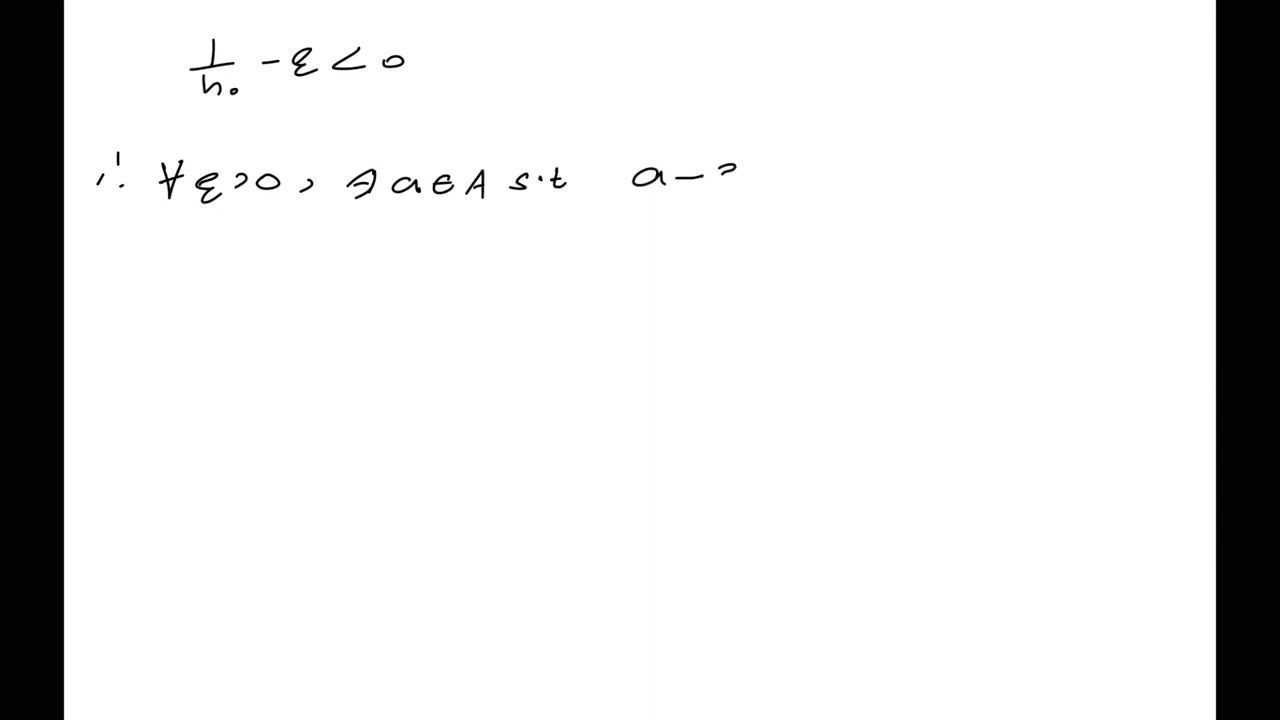 1/n₀ - ε < 0
∴ ∀ ε > 0, ∃ a ∈ A s.t a -